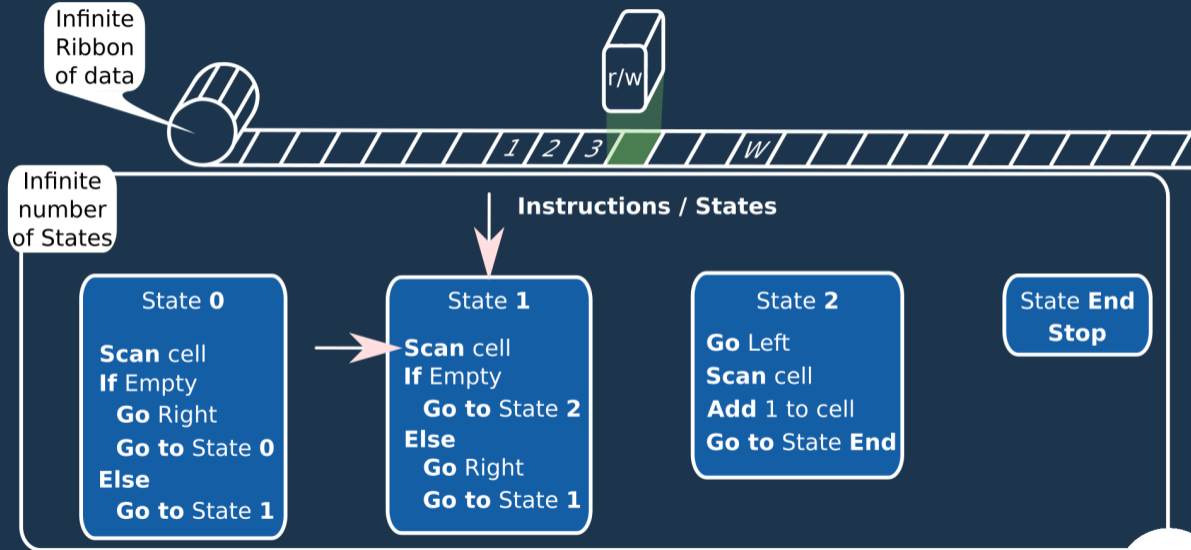 Infinite
Ribbon
of data
r/w
1 2 3 W
Infinite
number
of States
Instructions / States
State 0
Scan cell
If Empty
Go Right
Go to State 0
Else
Go to State 1
State 1
Scan cell
If Empty
Go to State 2
Else
Go Right
Go to State 1
State 2
Go Left
Scan cell
Add 1 to cell
Go to State End
State End
Stop